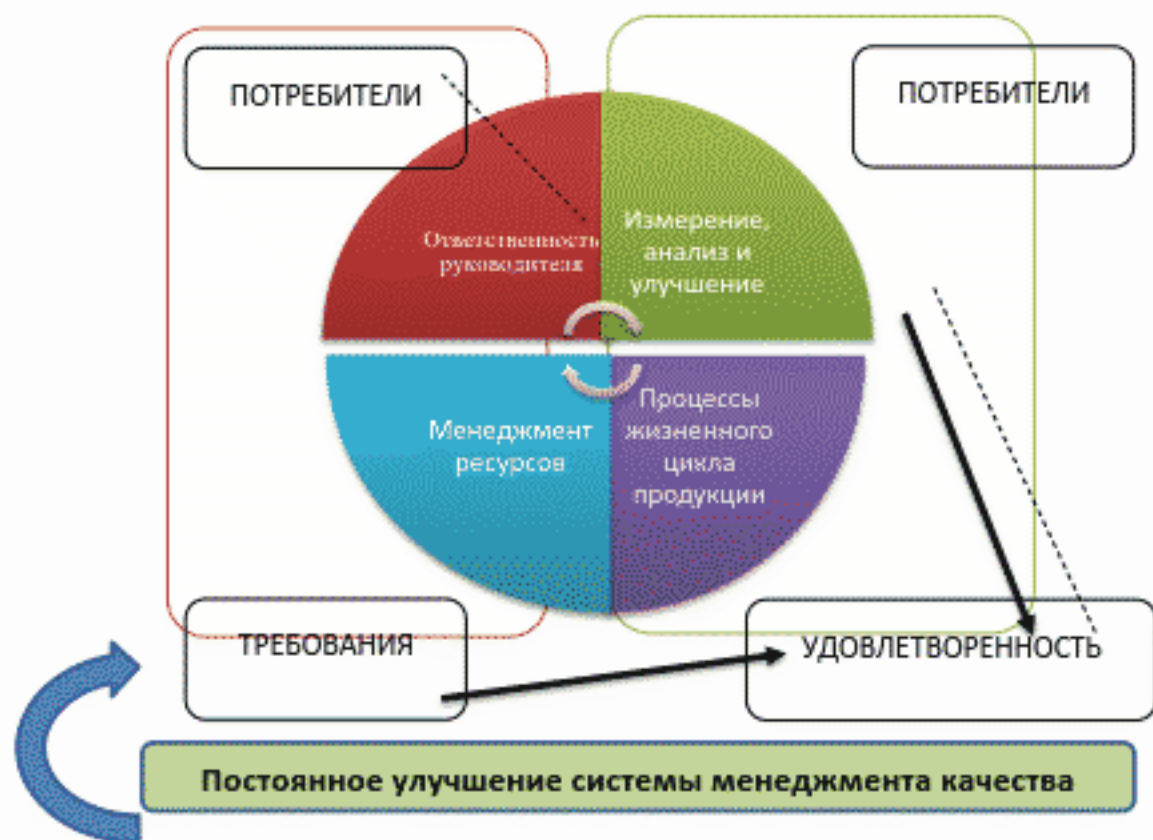 ПОТРЕБИТЕЛИ
ПОТРЕБИТЕЛИ
Ответственность
руководителя
Измерение,
анализ и
улучшение
Менеджмент
ресурсов
Процессы
жизненного
цикла
продукции
ТРЕБОВАНИЯ
УДОВЛЕТВОРЕННОСТЬ
Постоянное улучшение системы менеджмента качества